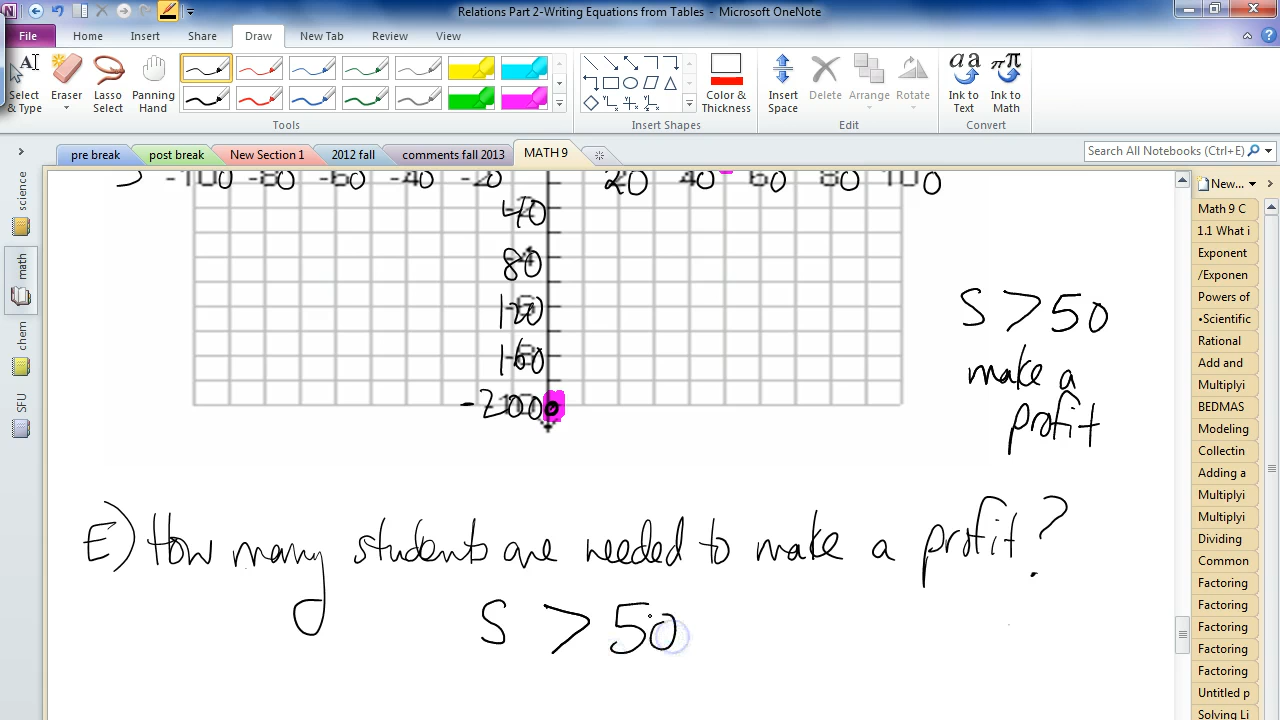 Relations Part 2-Writing Equations from Tables - Microsoft OneNote
File Home Insert Share Draw New Tab Review View
Select & Type
Eraser
Lasso Select
Panning Hand
Color & Thickness
Insert Space
Delete
Arrange
Rotate
Ink to Text
Ink to Math
Tools
Insert Shapes
Edit
Convert
pre break
post break
New Section 1
2012 fall
comments fall 2013
MATH 9
Search All Notebooks (Ctrl+E)
science
math
chem
SFU
-100 -80 -60 -40 -20 20 40 60 80 100
40
80
120
160
-200
S > 50
make a
profit
E) How many students are needed to make a profit?
S > 50
New...
Math 9 C
1.1 What i
Exponent
/Exponen
Powers of
•Scientific
Rational
Add and
Multiplyi
BEDMAS
Modeling
Collectin
Adding a
Multiplyi
Multiplyi
Dividing
Common
Factoring
Factoring
Factoring
Factoring
Factoring
Untitled p
Solving Li